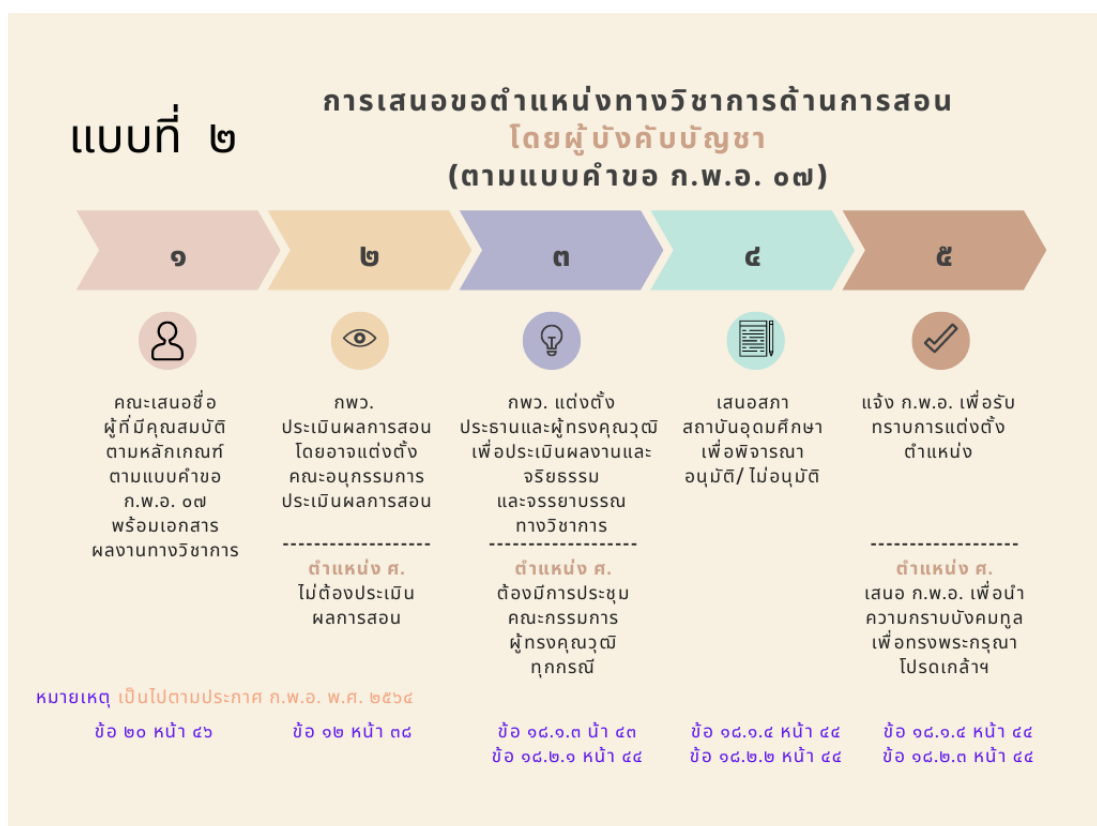 แบบที่ ๒
การเสนอขอตำแหน่งทางวิชาการด้านการสอน
โดยผู้บังคับบัญชา
(ตามแบบคำขอ ก.พ.อ. ๐๗)
๑
๒
๓
๔
๕
คณะเสนอชื่อ
ผู้ที่มีคุณสมบัติ
ตามหลักเกณฑ์
ตามแบบคำขอ
ก.พ.อ. ๐๗
พร้อมเอกสาร
ผลงานทางวิชาการ
กพว.
ประเมินผลการสอน
โดยอาจแต่งตั้ง
คณะอนุกรรมการ
ประเมินผลการสอน
-------------------
ตำแหน่ง ศ.
ไม่ต้องประเมิน
ผลการสอน
กพว. แต่งตั้ง
ประธานและผู้ทรงคุณวุฒิ
เพื่อประเมินผลงานและ
จริยธรรม
และจรรยาบรรณ
ทางวิชาการ
-------------------
ตำแหน่ง ศ.
ต้องมีการประชุม
คณะกรรมการ
ผู้ทรงคุณวุฒิ
ทุกกรณี
เสนอสภา
สถาบันอุดมศึกษา
เพื่อพิจารณา
อนุมัติ/ ไม่อนุมัติ
แจ้ง ก.พ.อ. เพื่อรับ
ทราบการแต่งตั้ง
ตำแหน่ง
-------------------
ตำแหน่ง ศ.
เสนอ ก.พ.อ. เพื่อนำ
ความกราบบังคมทูล
เพื่อทรงพระกรุณา
โปรดเกล้าฯ
หมายเหตุ เป็นไปตามประกาศ ก.พ.อ. พ.ศ. ๒๕๖๔
ข้อ ๒๐ หน้า ๔๖
ข้อ ๑๒ หน้า ๓๘
ข้อ ๑๘.๑.๓ น้า ๔๓
ข้อ ๑๘.๒.๑ หน้า ๔๔
ข้อ ๑๘.๑.๔ หน้า ๔๔
ข้อ ๑๘.๒.๒ หน้า ๔๔
ข้อ ๑๘.๑.๔ หน้า ๔๔
ข้อ ๑๘.๒.๓ หน้า ๔๔